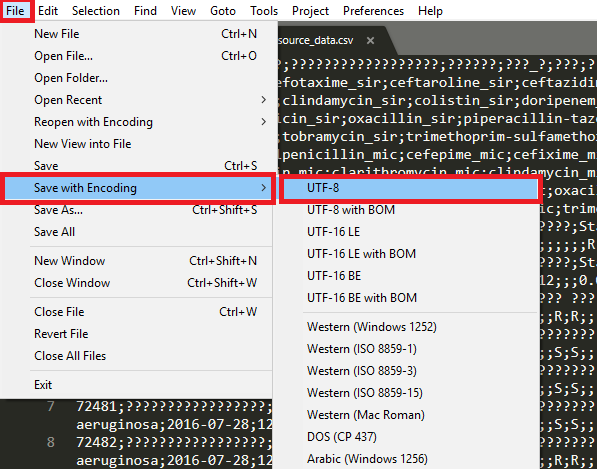 File Edit Selection Find View Goto Tools Project Preferences Help
source_data.csv ×
New File Ctrl+N
Open File... Ctrl+O
Open Folder...
Open Recent
Reopen with Encoding
New View into File
Save Ctrl+S
Save with Encoding
Save As... Ctrl+Shift+S
Save All
New Window Ctrl+Shift+N
Close Window Ctrl+Shift+W
Close File Ctrl+W
Revert File
Close All Files
Exit
UTF-8
UTF-8 with BOM
UTF-16 LE
UTF-16 LE with BOM
UTF-16 BE
UTF-16 BE with BOM
Western (Windows 1252)
Western (ISO 8859-1)
Western (ISO 8859-3)
Western (ISO 8859-15)
Western (Mac Roman)
DOS (CP 437)
Arabic (Windows 1256)
efotaxime_sir;ceftaroline_sir;ceftazidi
;clindamycin_sir;colistin_sir;doripenem
icin_sir;oxacillin_sir;piperacillin-taz
;tobramycin_sir;trimethoprim-sulfametho
ipenicillin_mic;cefepime_mic;cefixime_m
n_mic;clarithromycin_mic;clindamycin_mi
;oxaci
ic;trime
????;Sta
;;;;;;R
????;Sta
12;;;0.0
;;R;R;;
;;S;S;;
;;S;S;;
7 72481;?????????????????;
aeruginosa;2016-07-28;12
8 72482;?????????????????;
aeruginosa;2016-07-28;12
;;R;R;;
;;S;S;;